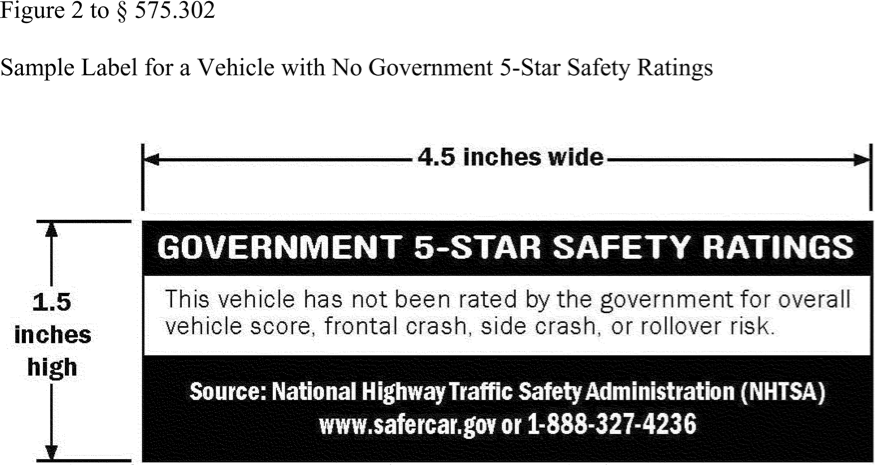 Figure 2 to § 575.302
Sample Label for a Vehicle with No Government 5-Star Safety Ratings
4.5 inches wide
1.5
inches
high
GOVERNMENT 5-STAR SAFETY RATINGS
This vehicle has not been rated by the government for overall
vehicle score, frontal crash, side crash, or rollover risk.
Source: National Highway Traffic Safety Administration (NHTSA)
www.safercar.gov or 1-888-327-4236